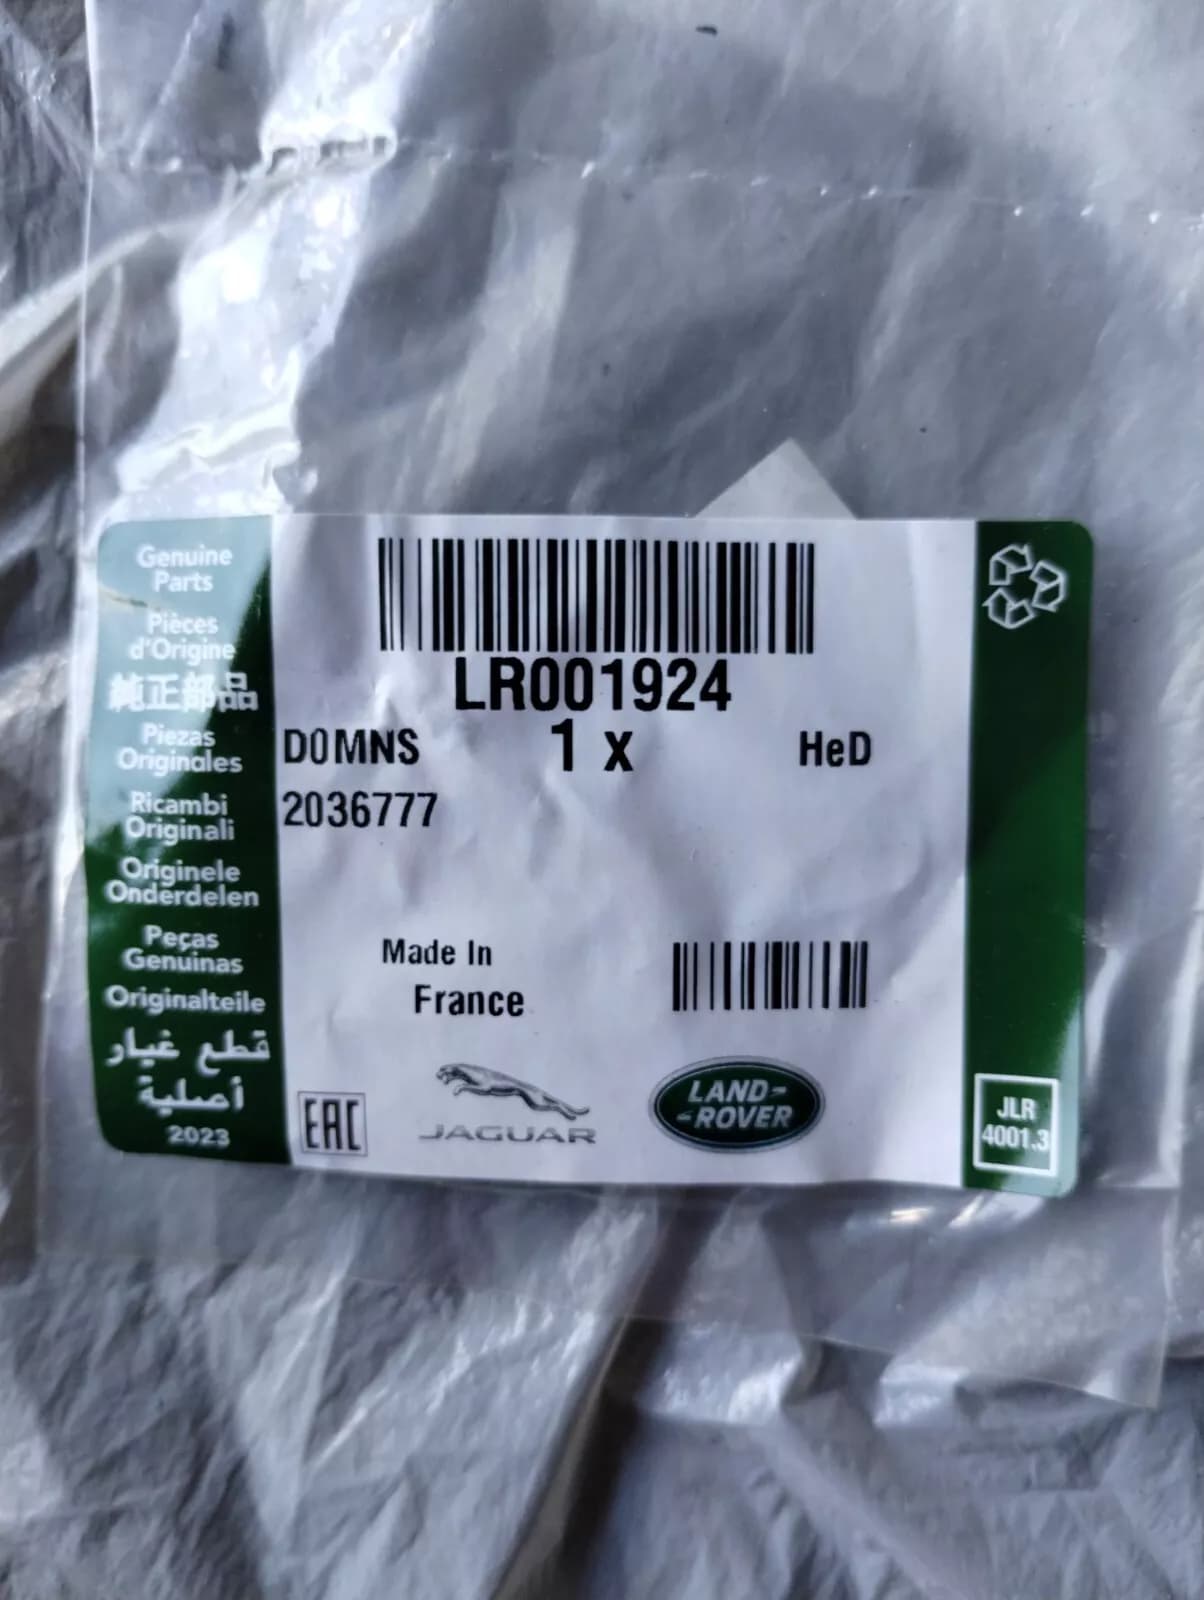 Genuine
Parts
Pièces
d'Origine
純正部品
Piezas
Originales
Ricambi
Originali
Originele
Onderdelen
Peças
Genuinas
Originalteile
قطع غيار
أصلية
2023
LR001924
D0MNS 1 x HeD
2036777
Made In
France
EAC
JAGUAR
LAND-
-ROVER
JLR
4001.3